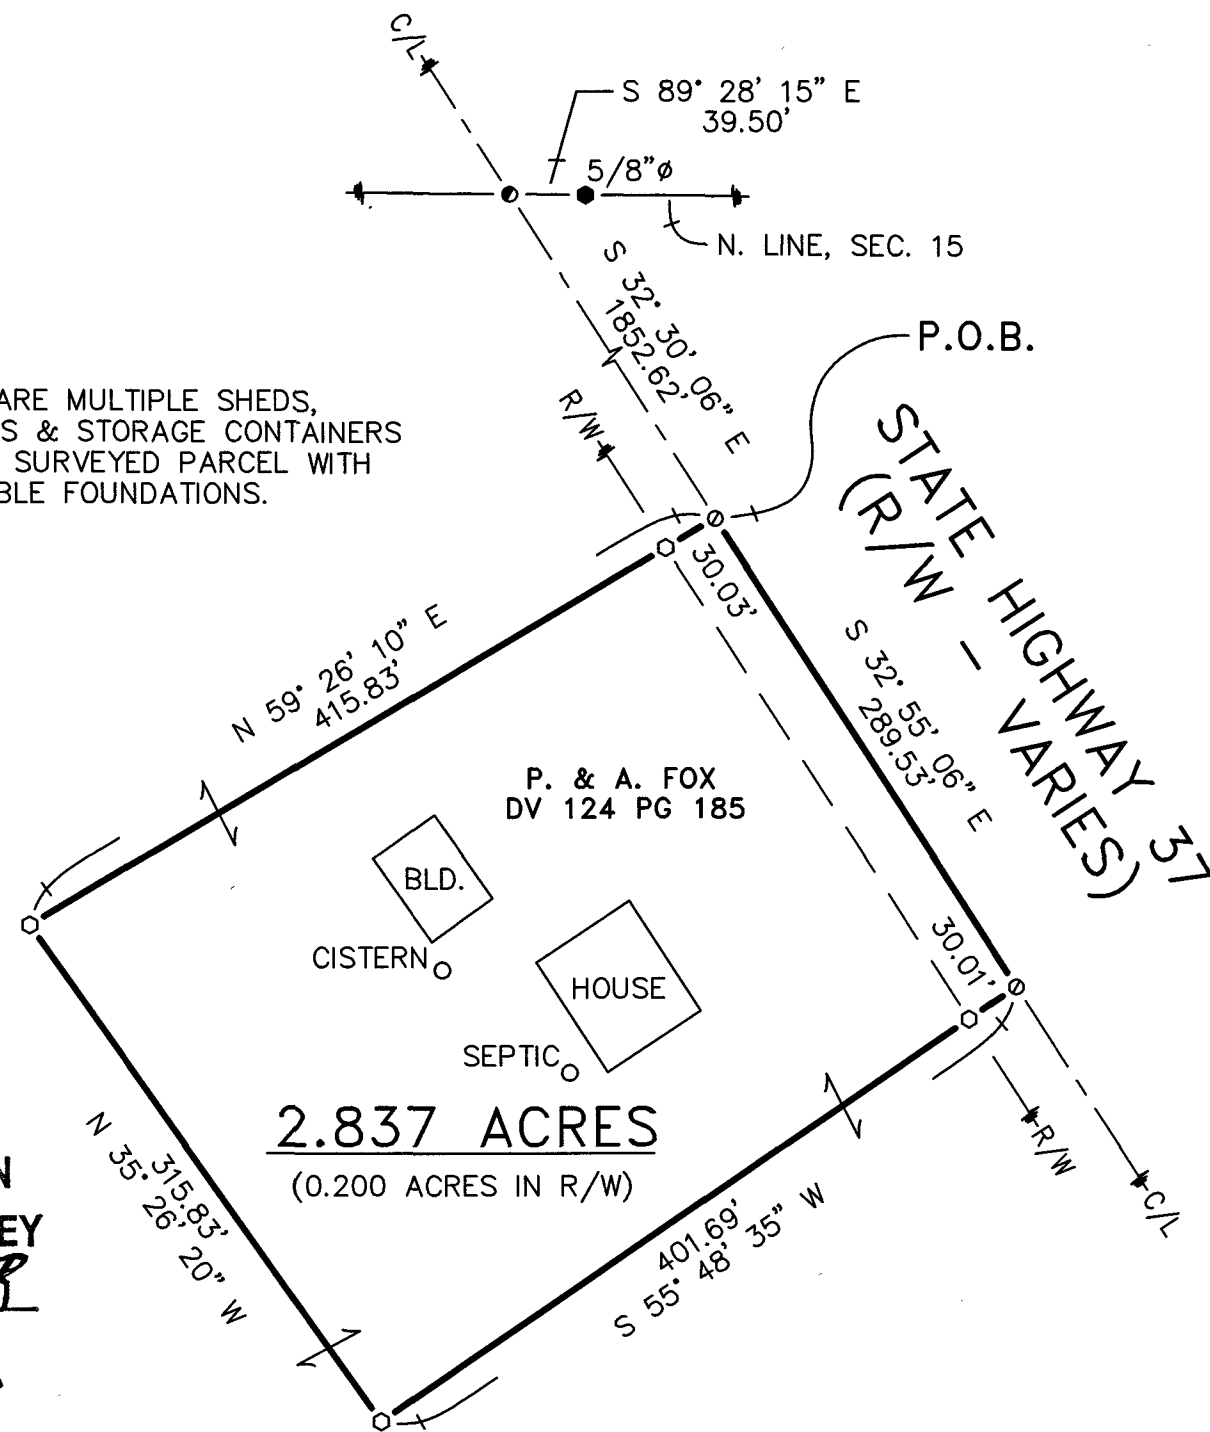 C/L
S 89° 28' 15" E
39.50'
5/8"ø
N. LINE, SEC. 15
S 32° 30' 06" E
1852.62'
P.O.B.
R/W
ARE MULTIPLE SHEDS,
S & STORAGE CONTAINERS
SURVEYED PARCEL WITH
BLE FOUNDATIONS.
STATE HIGHWAY 37
(R/W - VARIES)
30.03'
N 59° 26' 10" E
415.83'
S 32° 55' 06" E
289.53'
P. & A. FOX
DV 124 PG 185
BLD.
CISTERN
HOUSE
30.01'
SEPTIC
2.837 ACRES
(0.200 ACRES IN R/W)
R/W
C/L
315.83'
N 35° 26' 20" W
401.69'
S 55° 48' 35" W
N
EY